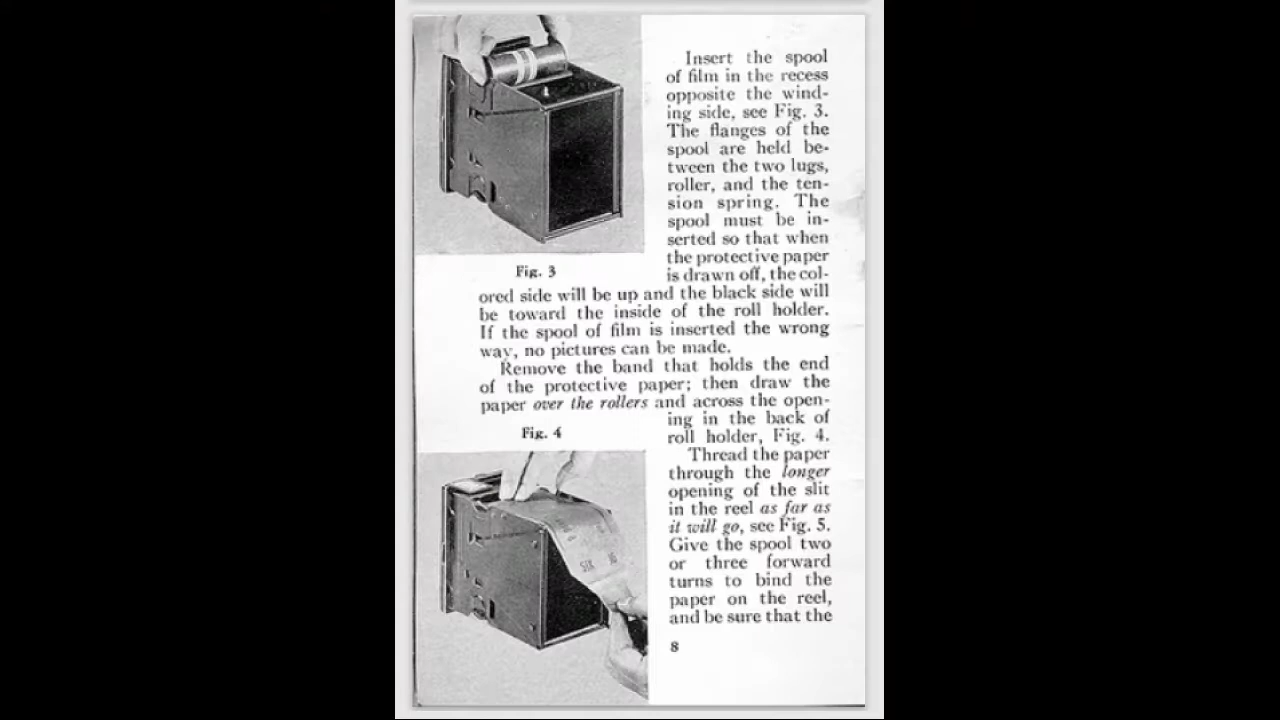 Insert the spool
of film in the recess
opposite the wind-
ing side, see Fig. 3.
The flanges of the
spool are held be-
tween the two lugs,
roller, and the ten-
sion spring. The
spool must be in-
serted so that when
the protective paper
is drawn off, the col-
Fig. 3
ored side will be up and the black side will
be toward the inside of the roll holder.
If the spool of film is inserted the wrong
way, no pictures can be made.
Remove the band that holds the end
of the protective paper; then draw the
paper over the rollers and across the open-
ing in the back of
roll holder, Fig. 4.
Fig. 4
Thread the paper
through the longer
opening of the slit
in the reel as far as
it will go, see Fig. 5.
Give the spool two
or three forward
turns to bind the
paper on the reel,
and be sure that the
SIX 16
8